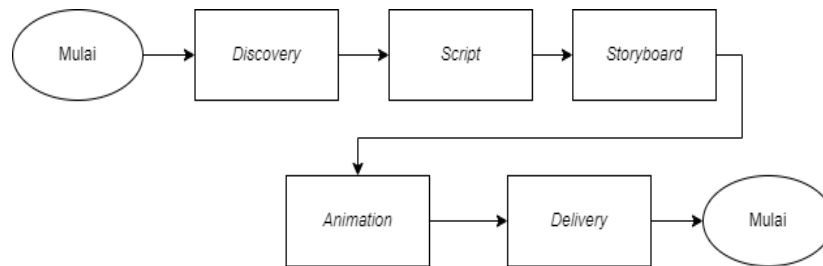 Mulai
Discovery
Script
Storyboard
Animation
Delivery
Mulai